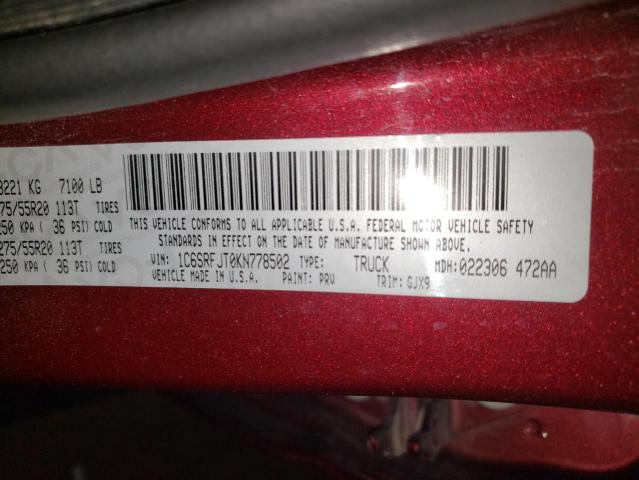 3221 KG 7100 LB
275/55R20 113T TIRES
250 KPA ( 36 PSI) COLD
275/55R20 113T TIRES
250 KPA ( 36 PSI) COLD
THIS VEHICLE CONFORMS TO ALL APPLICABLE U.S.A. FEDERAL MOTOR VEHICLE SAFETY
STANDARDS IN EFFECT ON THE DATE OF MANUFACTURE SHOWN ABOVE.
VIN: 1C6SRFJT0KN778502 TYPE: TRUCK MDH: 022306 472AA
VEHICLE MADE IN U.S.A. PAINT: PRV TRIM: GJX9